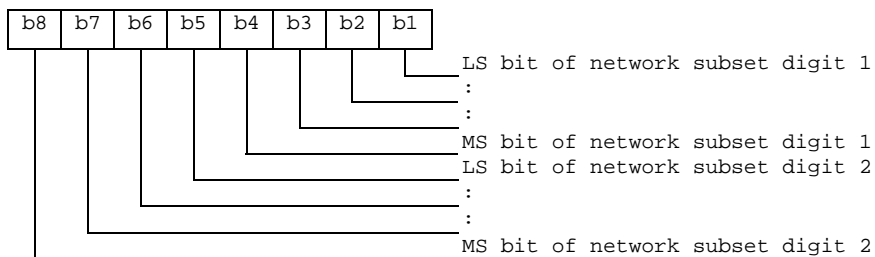 b8 b7 b6 b5 b4 b3 b2 b1
LS bit of network subset digit 1
:
:
MS bit of network subset digit 1
LS bit of network subset digit 2
:
:
MS bit of network subset digit 2